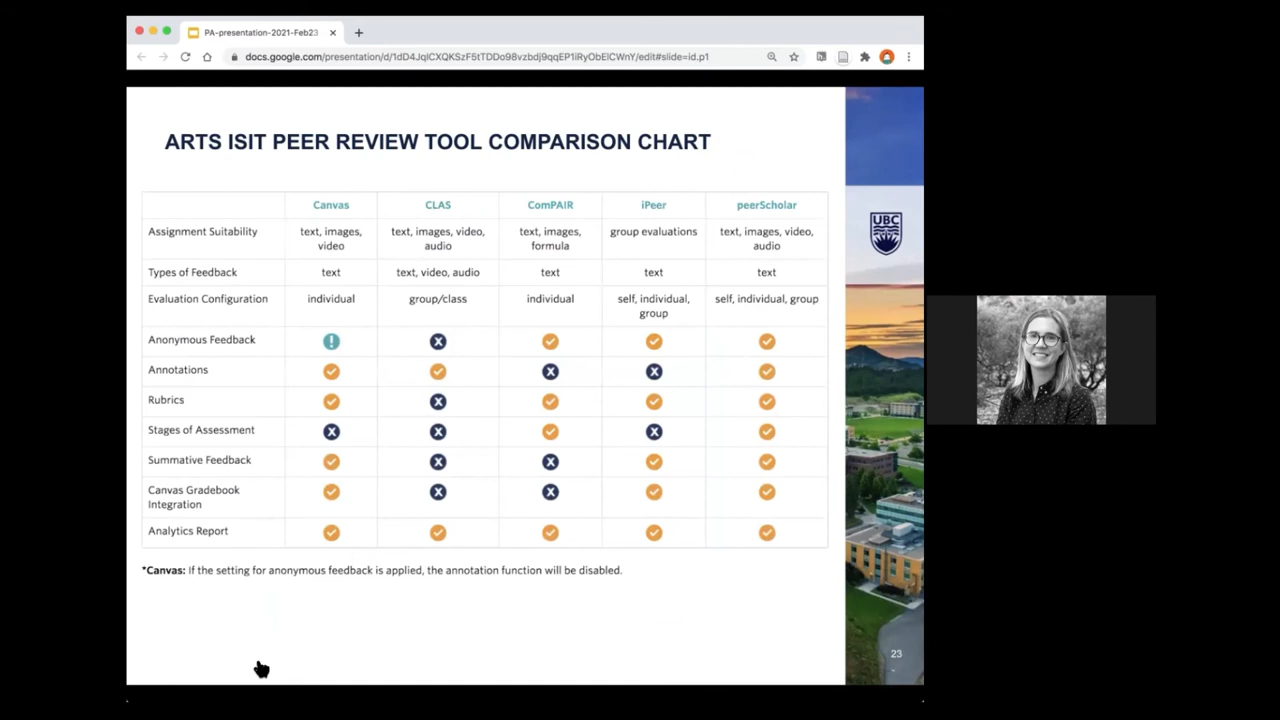 PA-presentation-2021-Feb23
docs.google.com/presentation/d/1dD4JqICXQKSzF5tTDDo98vzbdj9qqEP1iRyObElCWnY/edit#slide=id.p1
ARTS ISIT PEER REVIEW TOOL COMPARISON CHART
UBC
Canvas CLAS ComPAIR iPeer peerScholar
Assignment Suitability text, images, video text, images, video, audio text, images, formula group evaluations text, images, video, audio
Types of Feedback text text, video, audio text text text
Evaluation Configuration individual group/class individual self, individual, group self, individual, group
Anonymous Feedback
Annotations
Rubrics
Stages of Assessment
Summative Feedback
Canvas Gradebook
Integration
Analytics Report
*Canvas: If the setting for anonymous feedback is applied, the annotation function will be disabled.
23